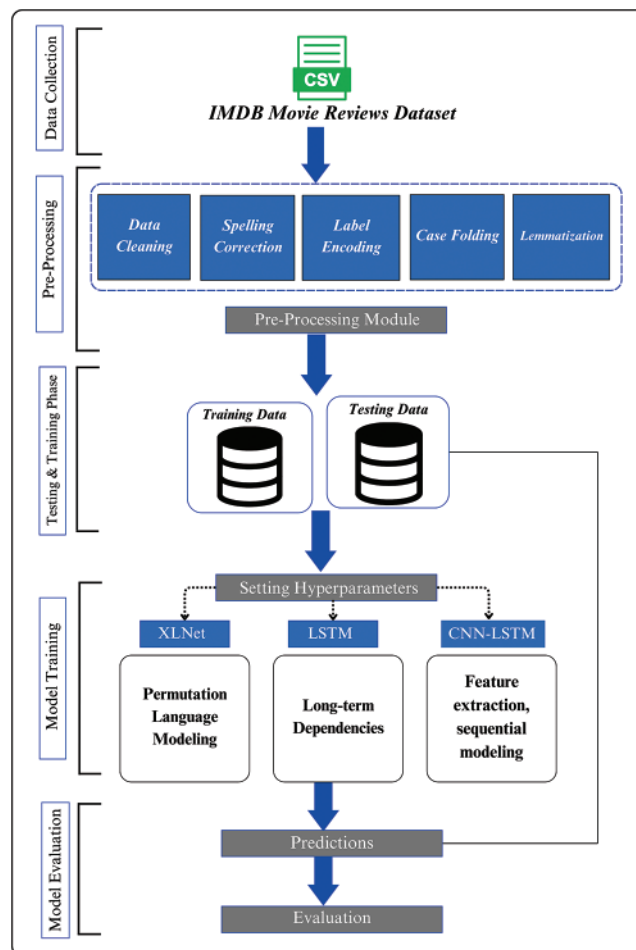 Data Collection
CSV
IMDB Movie Reviews Dataset
Pre-Processing
Data
Cleaning
Spelling
Correction
Label
Encoding
Case Folding
Lemmatization
Pre-Processing Module
Testing & Training Phase
Training Data
Testing Data
Model Training
Setting Hyperparameters
XLNet
LSTM
CNN-LSTM
Permutation
Language
Modeling
Long-term
Dependencies
Feature
extraction,
sequential
modeling
Model Evaluation
Predictions
Evaluation